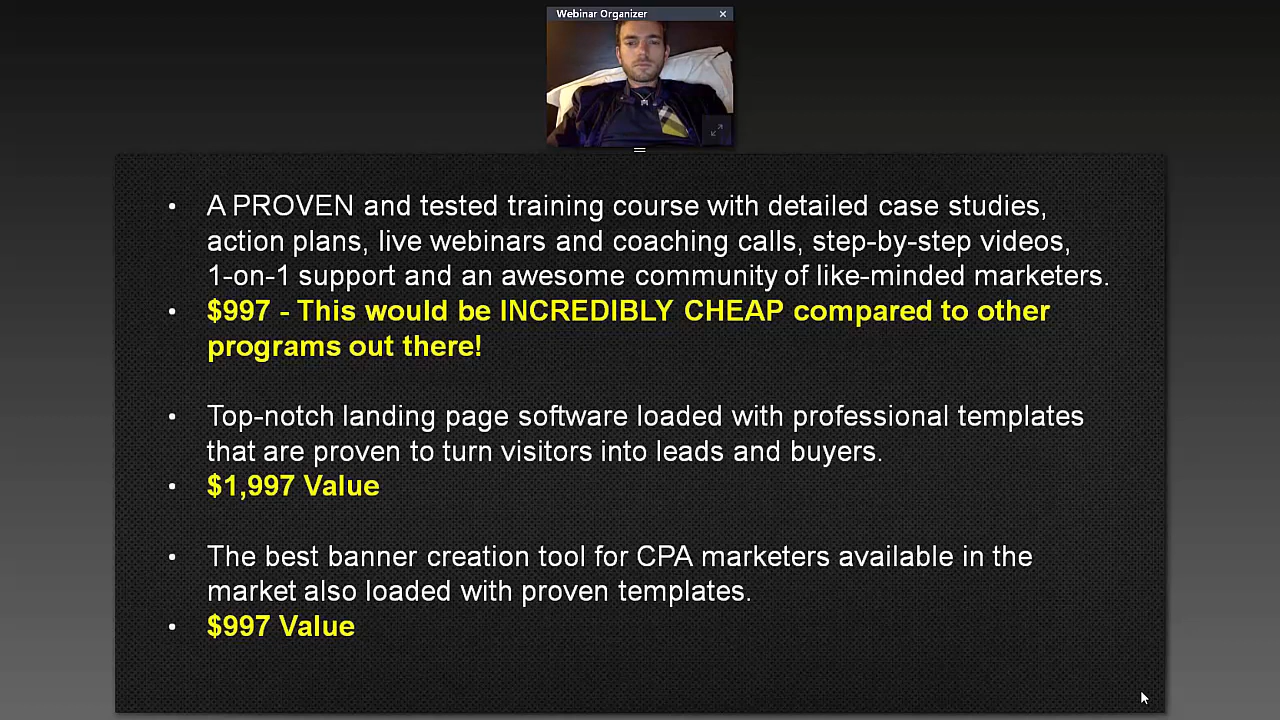 Webinar Organizer
• A PROVEN and tested training course with detailed case studies,
action plans, live webinars and coaching calls, step-by-step videos,
1-on-1 support and an awesome community of like-minded marketers.
• $997 - This would be INCREDIBLY CHEAP compared to other
programs out there!
• Top-notch landing page software loaded with professional templates
that are proven to turn visitors into leads and buyers.
• $1,997 Value
• The best banner creation tool for CPA marketers available in the
market also loaded with proven templates.
• $997 Value